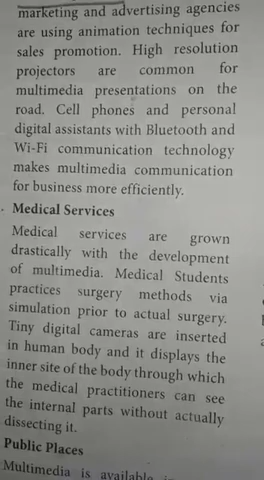 marketing and advertising agencies
are using animation techniques for
sales promotion. High resolution
projectors are common for
multimedia presentations on the
road. Cell phones and personal
digital assistants with Bluetooth and
Wi-Fi communication technology
makes multimedia communication
for business more efficiently.
Medical Services
Medical services are grown
drastically with the development
of multimedia. Medical Students
practices surgery methods via
simulation prior to actual surgery.
Tiny digital cameras are inserted
in human body and it displays the
inner site of the body through which
the medical practitioners can see
the internal parts without actually
dissecting it.
Public Places
Multimedia is available